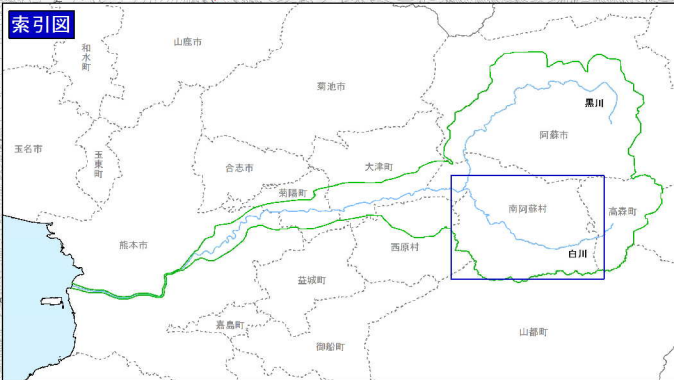 索引図
山鹿市
和水町
菊池市
黒川
玉名市
玉東町
阿蘇市
合志市
大津町
菊陽町
南阿蘇村
高森町
熊本市
西原村
白川
益城町
嘉島町
山都町
御船町